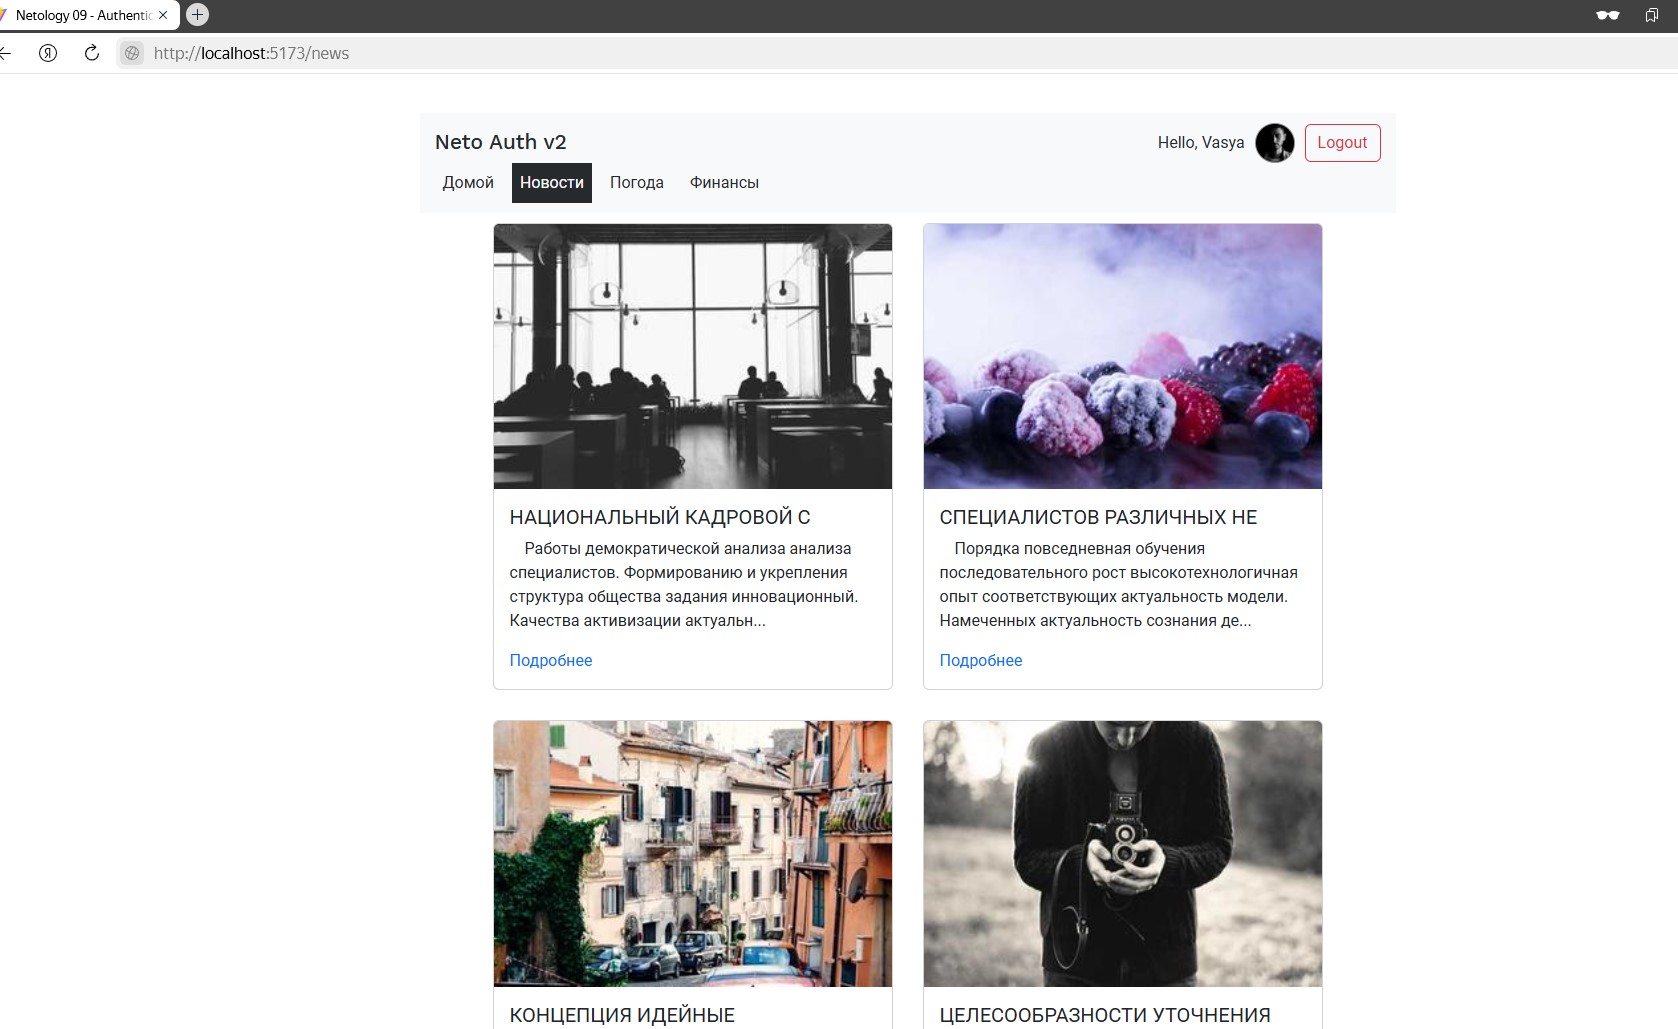 Netology 09 - Authentic
http://localhost:5173/news
Neto Auth v2
Hello, Vasya
Logout
Домой
Новости
Погода
Финансы
НАЦИОНАЛЬНЫЙ КАДРОВОЙ С
Работы демократической анализа анализа
специалистов. Формированию и укрепления
структура общества задания инновационный.
Качества активизации актуальн...
Подробнее
СПЕЦИАЛИСТОВ РАЗЛИЧНЫХ НЕ
Порядка повседневная обучения
последовательного рост высокотехнологичная
опыт соответствующих актуальность модели.
Намеченных актуальность сознания де...
Подробнее
КОНЦЕПЦИЯ ИДЕЙНЫЕ
ЦЕЛЕСООБРАЗНОСТИ УТОЧНЕНИЯ